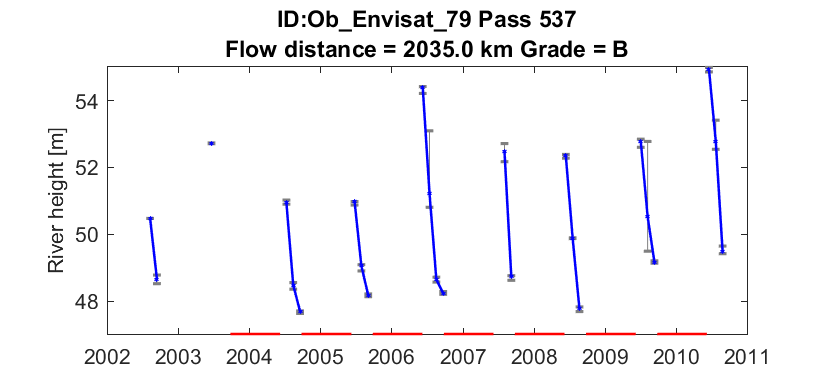 ID:Ob_Envisat_79 Pass 537
Flow distance = 2035.0 km Grade = B
River height [m]
54
52
50
48
2002 2003 2004 2005 2006 2007 2008 2009 2010 2011